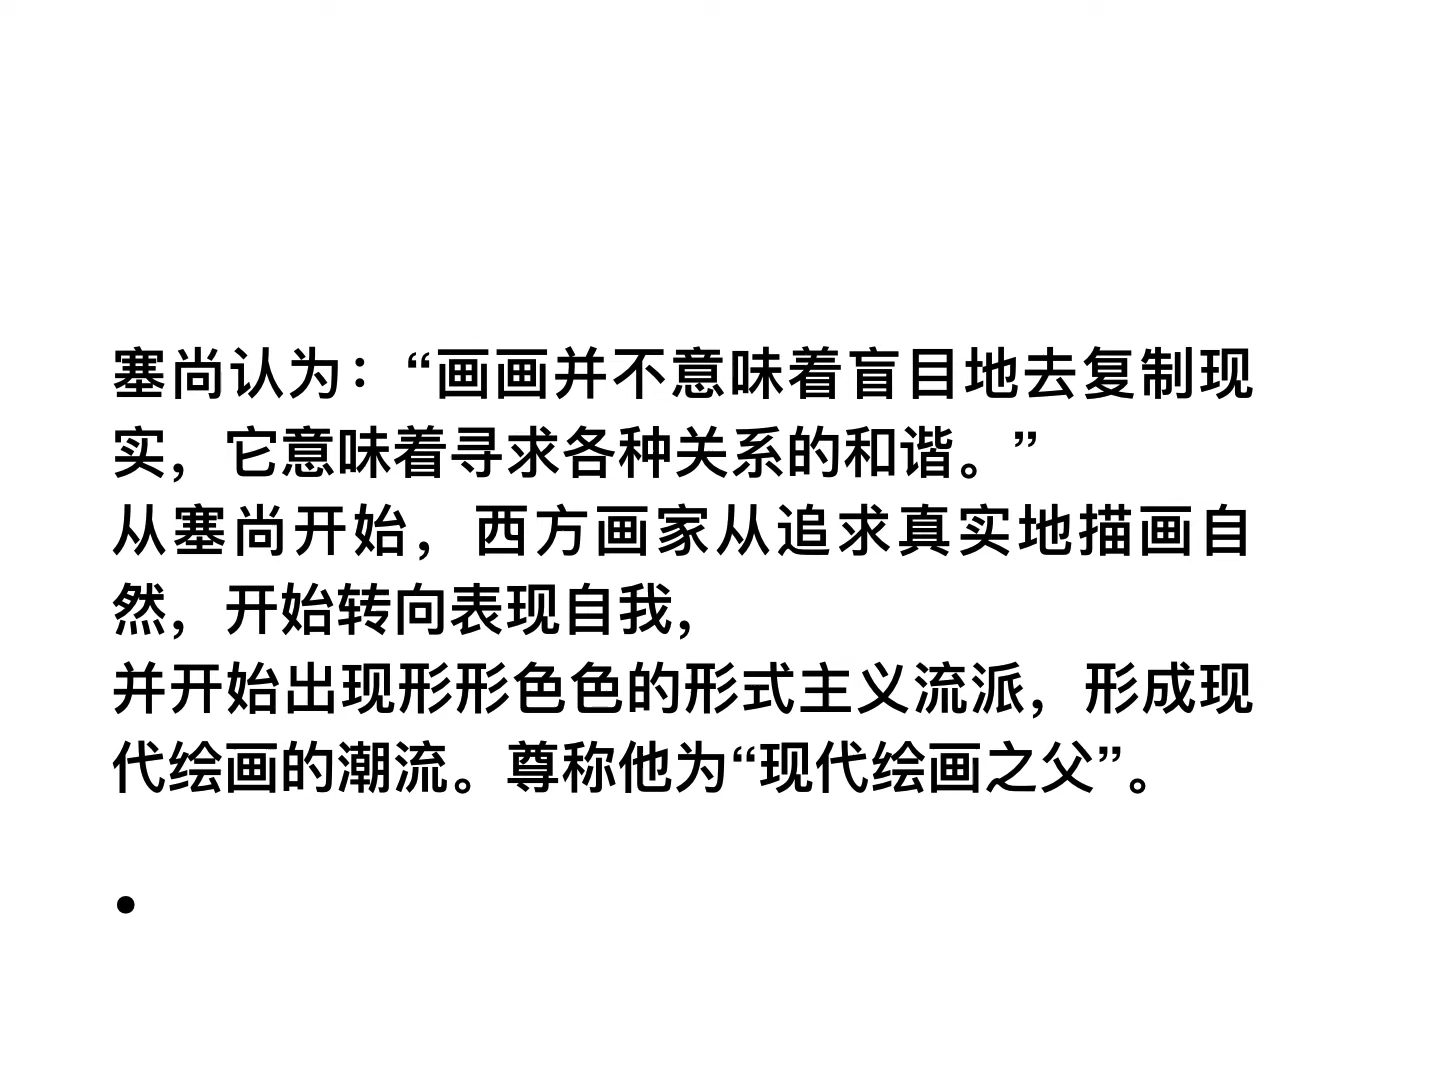 塞尚认为：“画画并不意味着盲目地去复制现
实，它意味着寻求各种关系的和谐。”
从塞尚开始，西方画家从追求真实地描画自
然，开始转向表现自我，
并开始出现形形色色的形式主义流派，形成现
代绘画的潮流。尊称他为“现代绘画之父”。
•